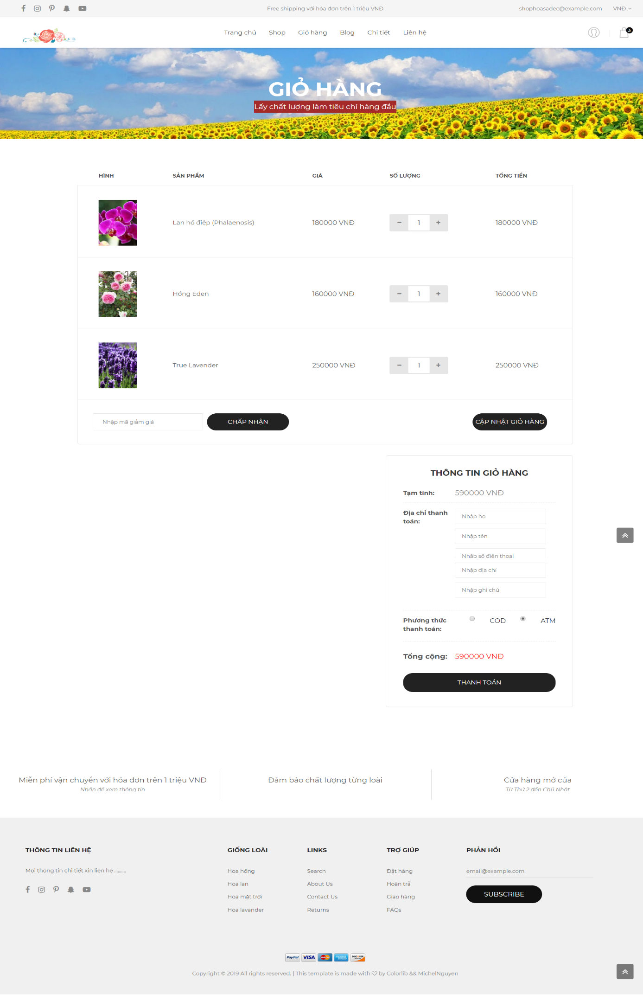 Free shipping với hóa đơn trên 1 triệu VNĐ
shophoasadec@example.com
VNĐ
Trang chủ
Shop
Giỏ hàng
Blog
Chi tiết
Liên hệ
3
GIỎ HÀNG
Lấy chất lượng làm tiêu chí hàng đầu
HÌNH
SẢN PHẨM
GIÁ
SỐ LƯỢNG
TỔNG TIỀN
Lan hồ điệp (Phalaenosis)
180000 VNĐ
1
180000 VNĐ
Hồng Eden
160000 VNĐ
1
160000 VNĐ
True Lavender
250000 VNĐ
1
250000 VNĐ
Nhập mã giảm giá
CHẤP NHẬN
CẬP NHẬT GIỎ HÀNG
THÔNG TIN GIỎ HÀNG
Tạm tính:
590000 VNĐ
Địa chỉ thanh
toán:
Nhập họ
Nhập tên
Nhập số điện thoại
Nhập địa chỉ
Nhập ghi chú
Phương thức
thanh toán:
COD
ATM
Tổng cộng:
590000 VNĐ
THANH TOÁN
Miễn phí vận chuyển với hóa đơn trên 1 triệu VNĐ
Nhấn để xem thông tin
Đảm bảo chất lượng từng loài
Cửa hàng mở của
Từ Thứ 2 đến Chủ Nhật
THÔNG TIN LIÊN HỆ
Mọi thông tin chi tiết xin liên hệ .........
GIỐNG LOÀI
Hoa hồng
Hoa lan
Hoa mặt trời
Hoa lavander
LINKS
Search
About Us
Contact Us
Returns
TRỢ GIÚP
Đặt hàng
Hoàn trả
Giao hàng
FAQs
PHẢN HỒI
email@example.com
SUBSCRIBE
PayPal
VISA
MasterCard
DISCOVER
Copyright © 2019 All rights reserved. | This template is made with ♡ by Colorlib && MichelNguyen